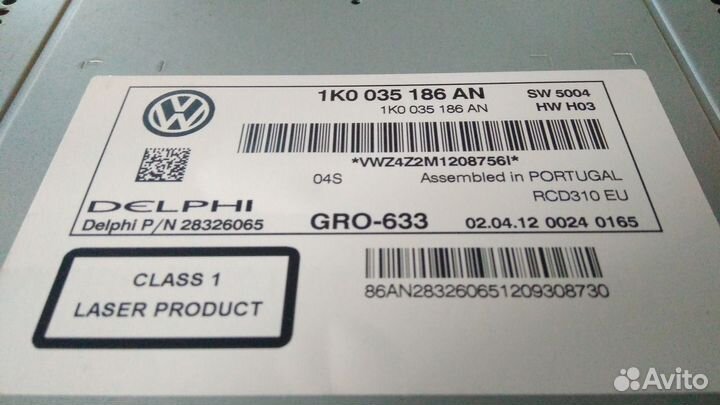 1K0 035 186 AN
SW 5004
1K0 035 186 AN
HW H03
*VWZ4Z2M1208756I*
04S
Assembled in PORTUGAL
RCD310 EU
DELPHI
Delphi P/N 28326065
GRO-633
02.04.12 0024 0165
CLASS 1
LASER PRODUCT
86AN283260651209308730
Avito